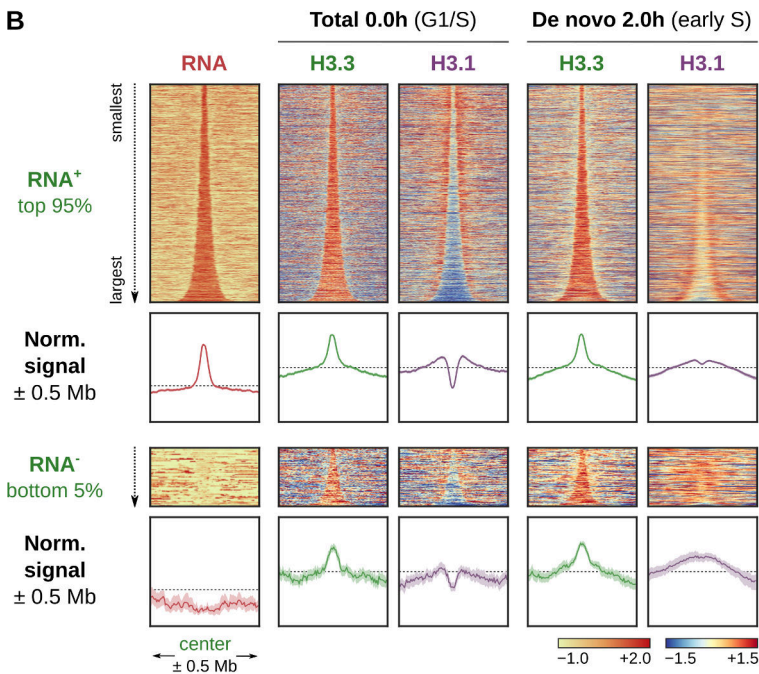 B
Total 0.0h (G1/S)
De novo 2.0h (early S)
RNA
H3.3
H3.1
H3.3
H3.1
smallest
largest
RNA+
top 95%
Norm.
signal
± 0.5 Mb
RNA-
bottom 5%
Norm.
signal
± 0.5 Mb
center
± 0.5 Mb
−1.0 +2.0
−1.5 +1.5